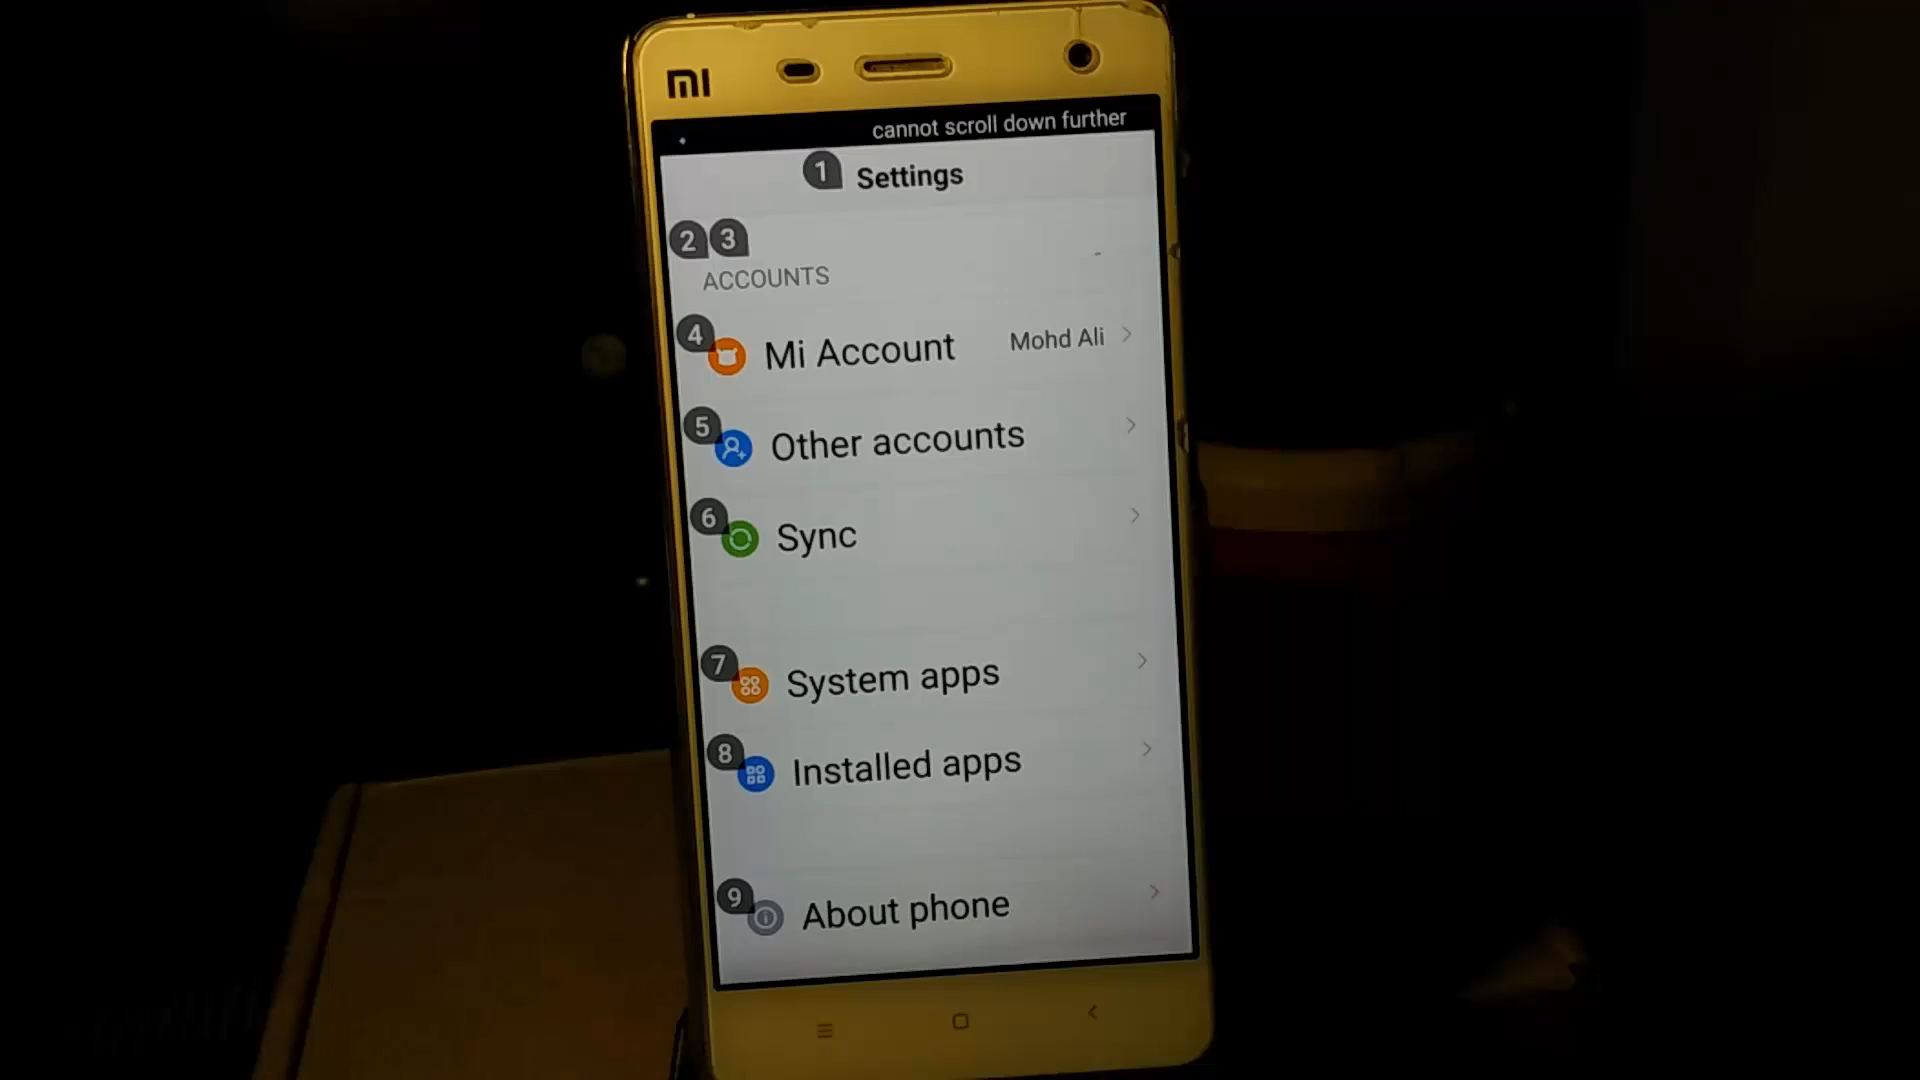 MI
cannot scroll down further
1 Settings
2 3
ACCOUNTS
4 Mi Account Mohd Ali
5 Other accounts
6 Sync
7 System apps
8 Installed apps
9 About phone